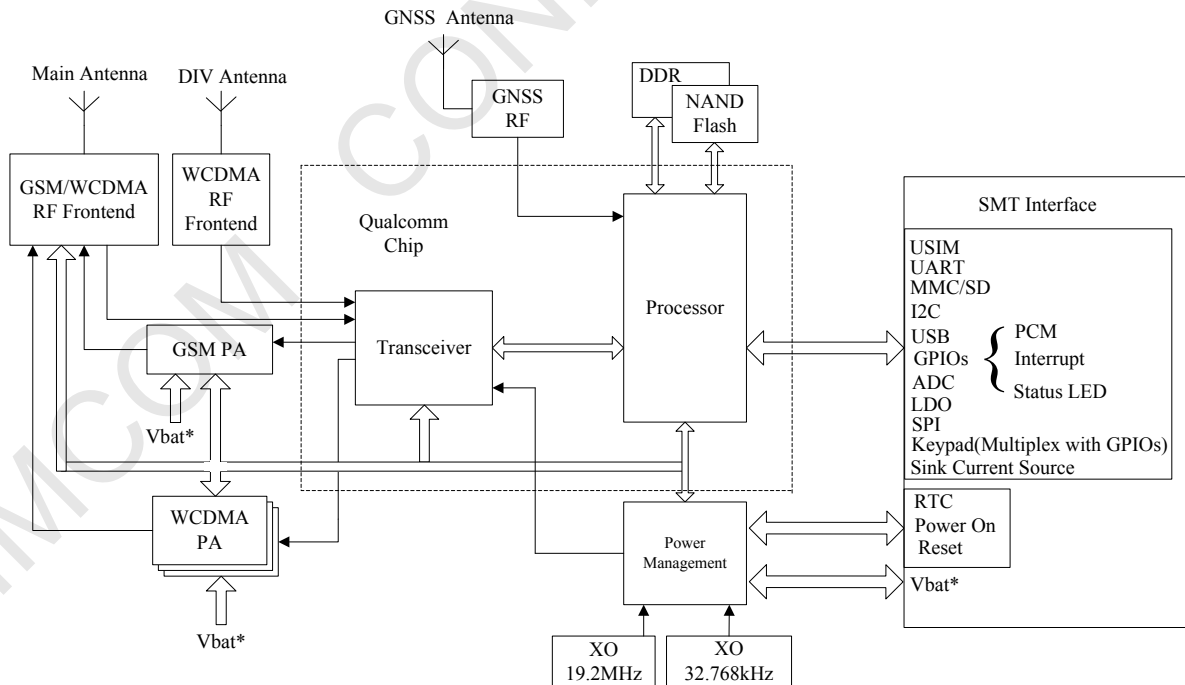 GNSS Antenna
Main Antenna
DIV Antenna
GNSS
RF
DDR
NAND
Flash
GSM/WCDMA
RF Frontend
WCDMA
RF
Frontend
Qualcomm
Chip
Transceiver
Processor
GSM PA
Vbat*
WCDMA
PA
Vbat*
Power
Management
XO
19.2MHz
XO
32.768kHz
SMT Interface
USIM
UART
MMC/SD
I2C
USB
GPIOs
{
PCM
Interrupt
Status LED
ADC
LDO
SPI
Keypad(Multiplex with GPIOs)
Sink Current Source
RTC
Power On
Reset
Vbat*